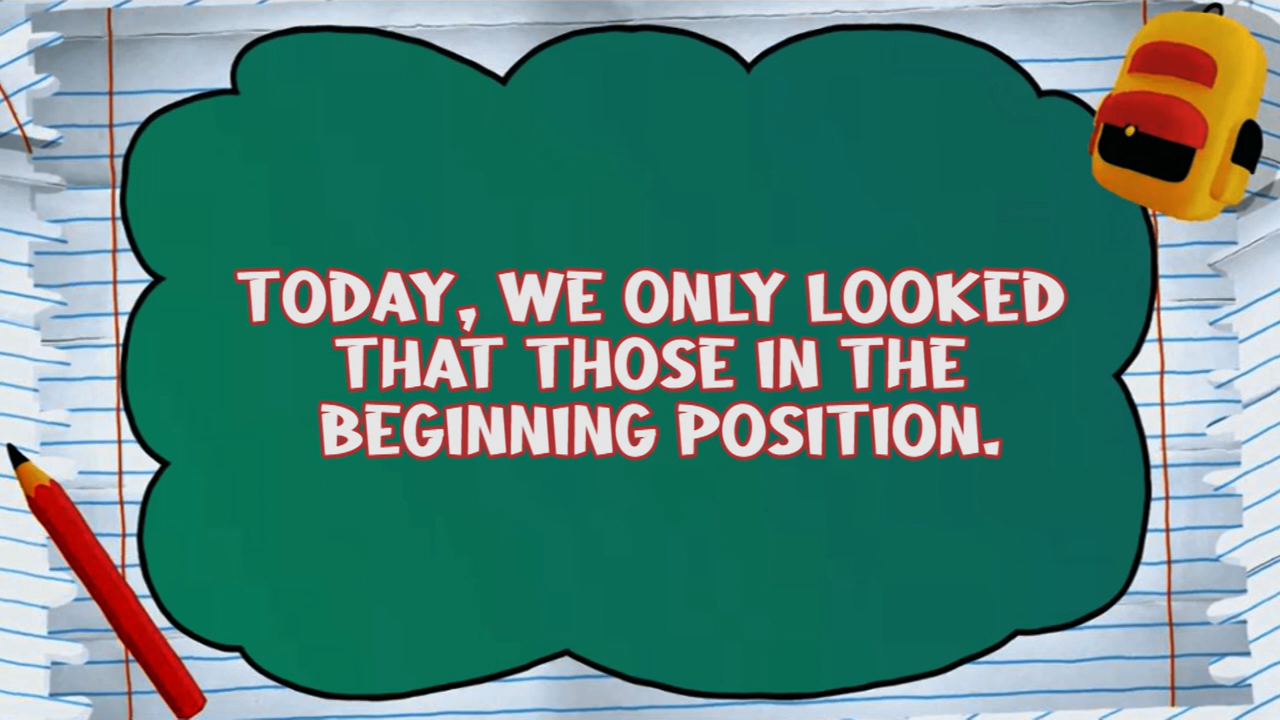 TODAY, WE ONLY LOOKED
THAT THOSE IN THE
BEGINNING POSITION.